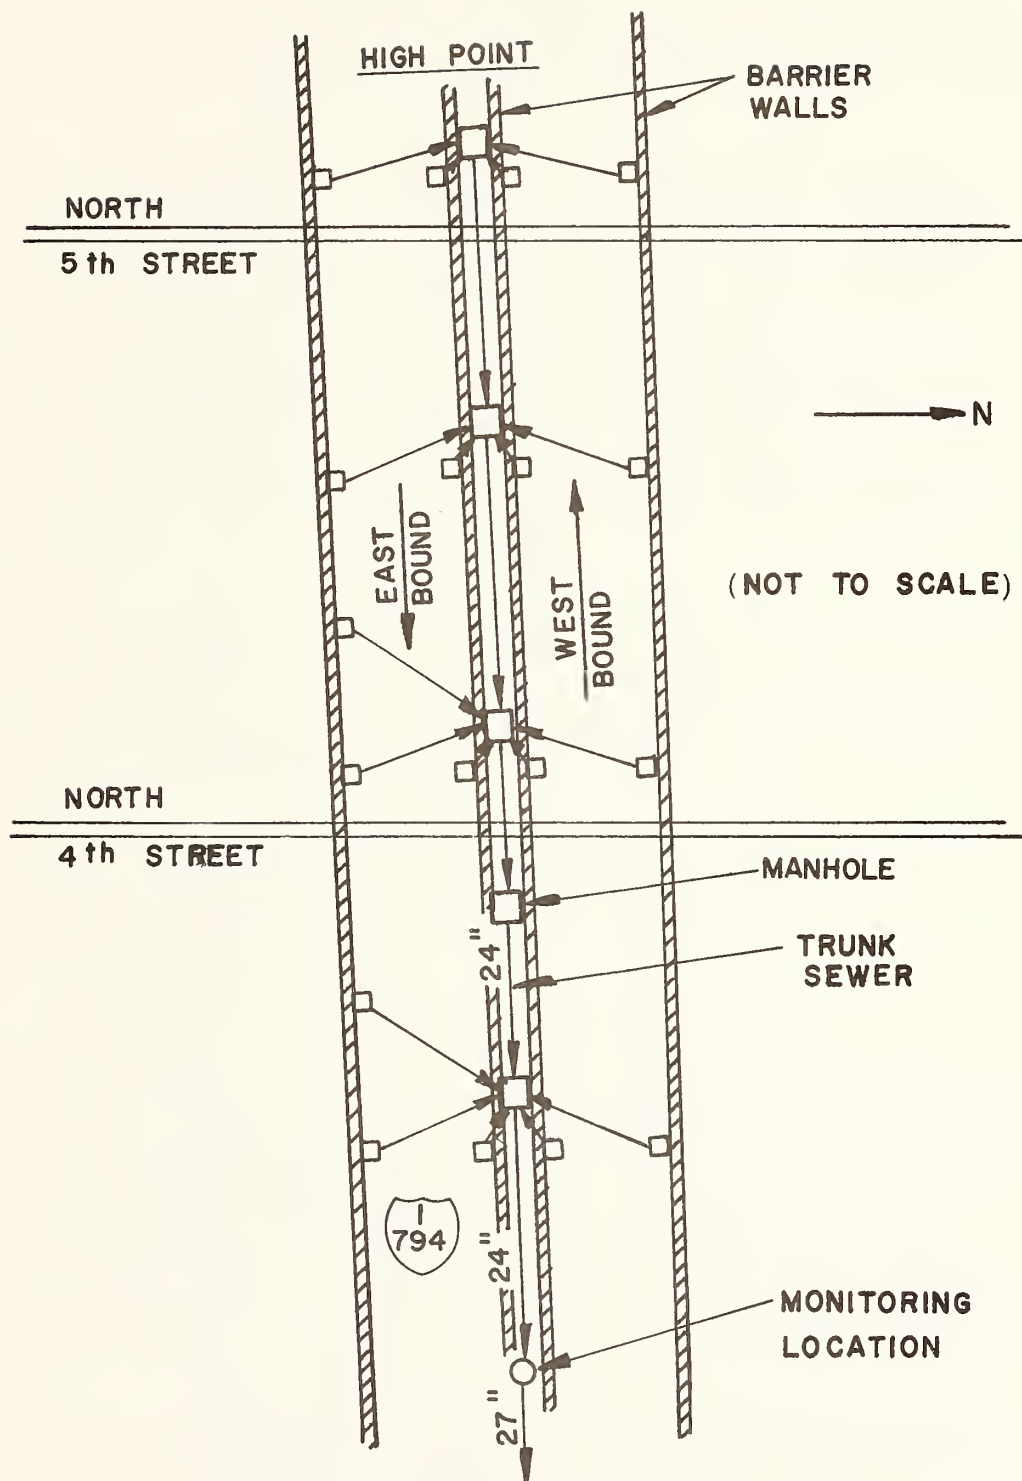 HIGH POINT
BARRIER
WALLS
NORTH
5th STREET
N
EAST
BOUND
WEST
BOUND
(NOT TO SCALE)
NORTH
4th STREET
MANHOLE
24"
TRUNK
SEWER
I
794
24"
MONITORING
LOCATION
27"